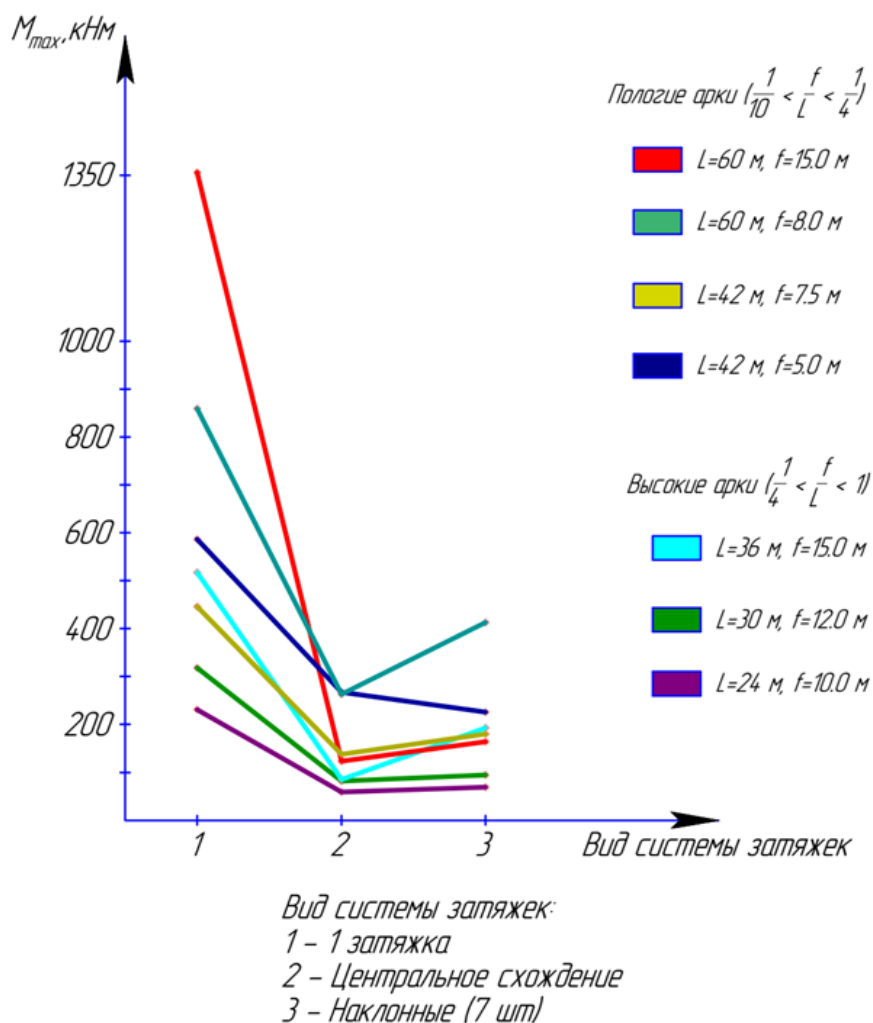 Mmax, кНм
1350
1000
800
600
400
200
1
2
3
Вид системы затяжек
Пологие арки (1/10 < f/L < 1/4)
L=60 м, f=15.0 м
L=60 м, f=8.0 м
L=42 м, f=7.5 м
L=42 м, f=5.0 м
Высокие арки (1/4 < f/L < 1)
L=36 м, f=15.0 м
L=30 м, f=12.0 м
L=24 м, f=10.0 м
Вид системы затяжек:
1 – 1 затяжка
2 – Центральное схождение
3 – Наклонные (7 шт)